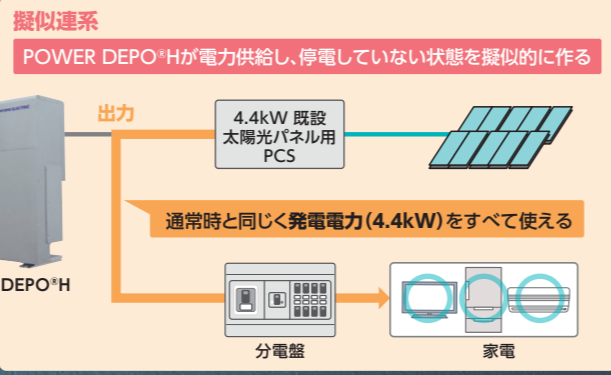 擬似連系
POWER DEPO®Hが電力供給し、停電していない状態を擬似的に作る
出力
4.4kW 既設
太陽光パネル用
PCS
通常時と同じく発電電力(4.4kW)をすべて使える
DEPO®H
分電盤
家電